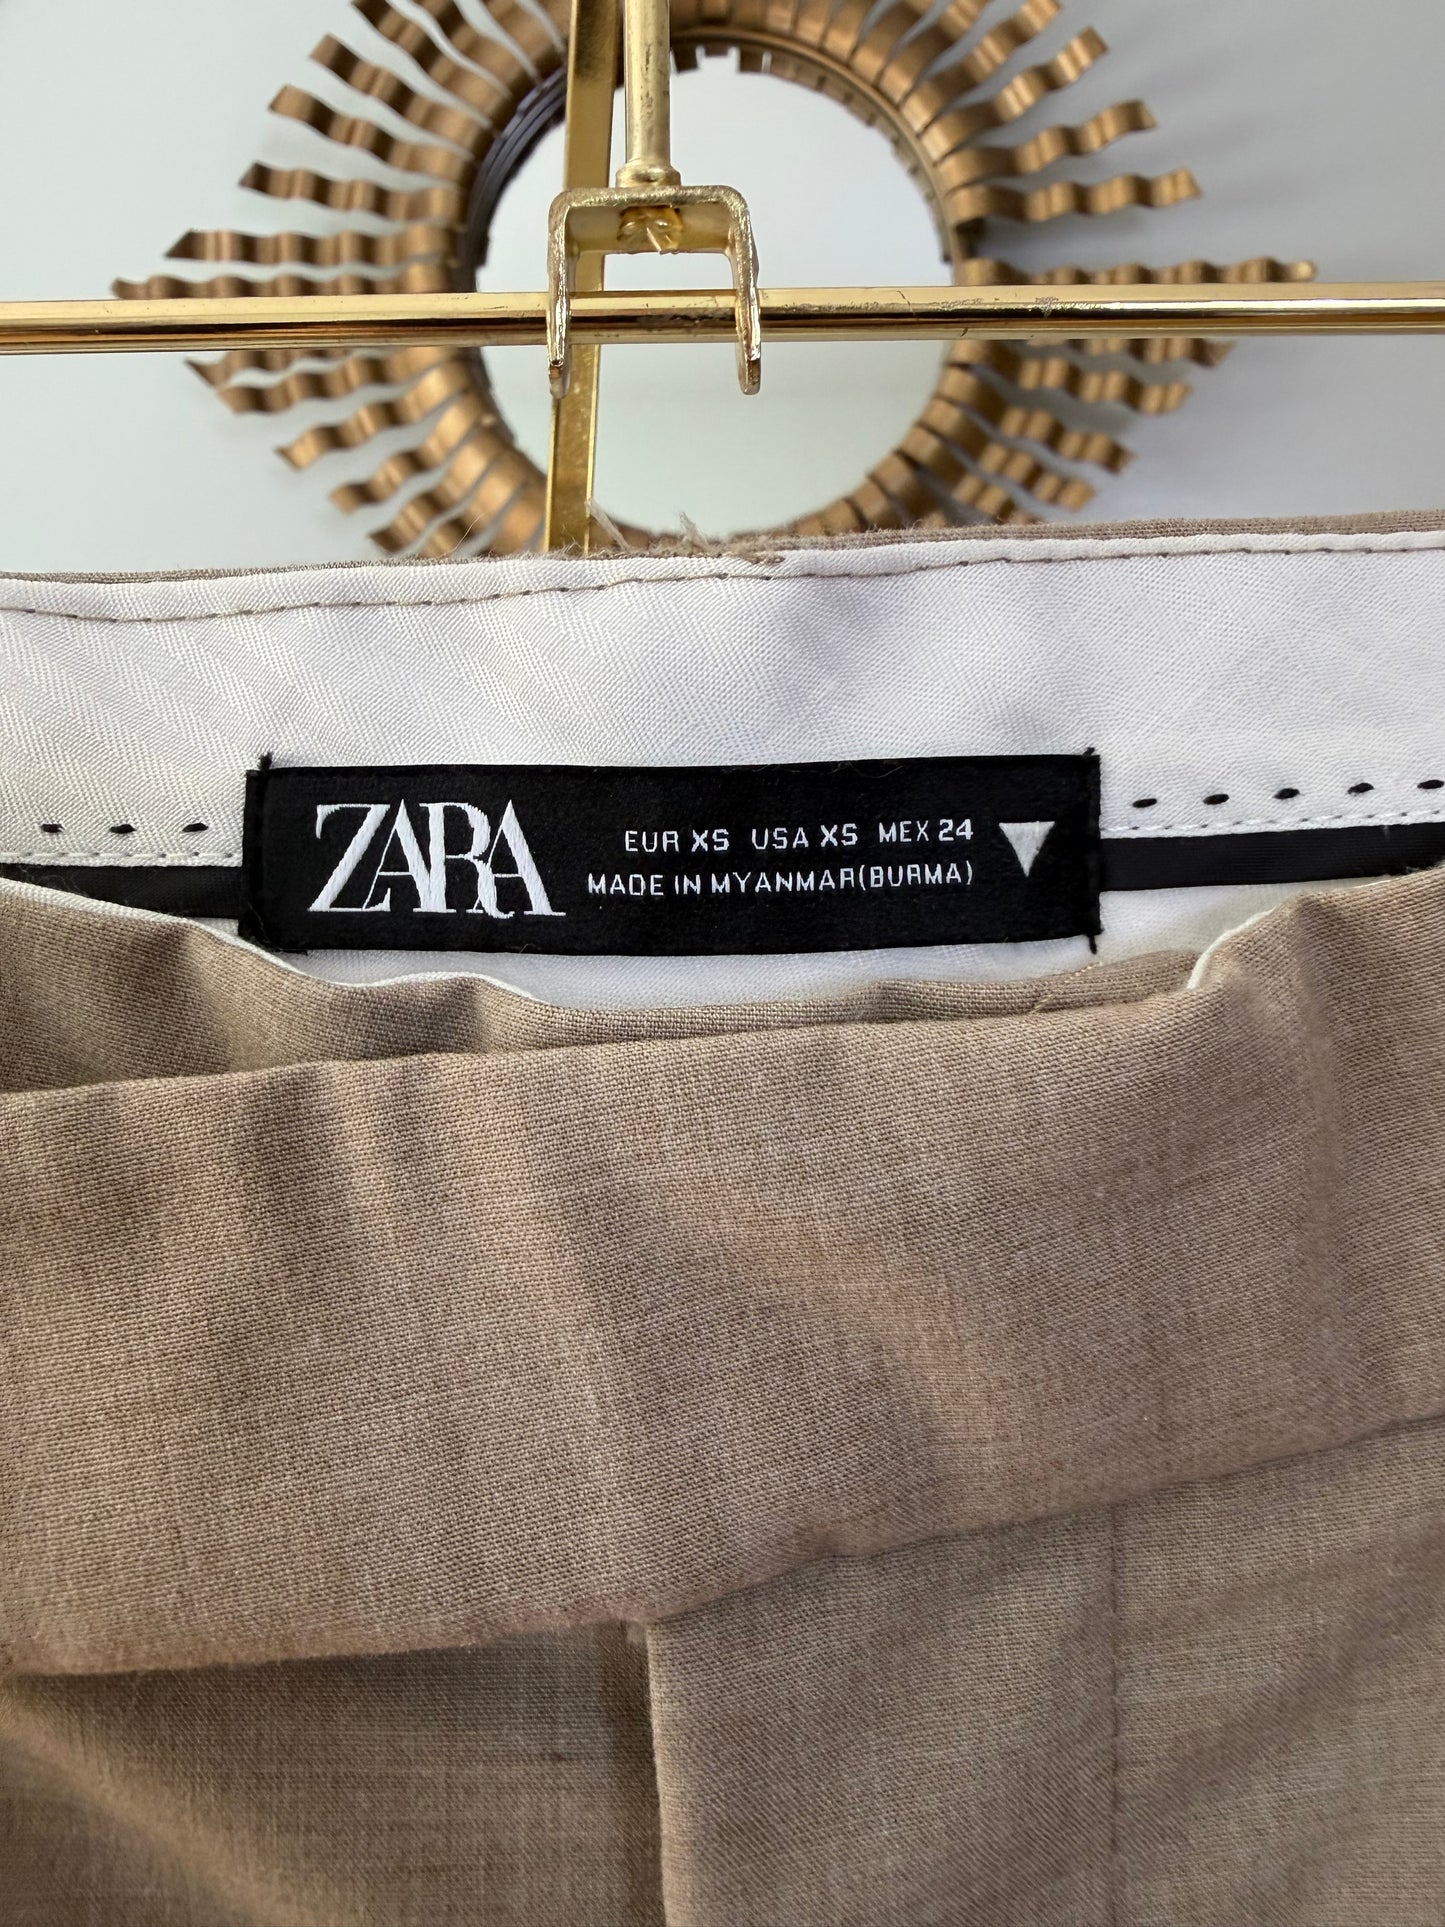 ZARA
EUR XS USA XS MEX 24
MADE IN MYANMAR(BURMA)